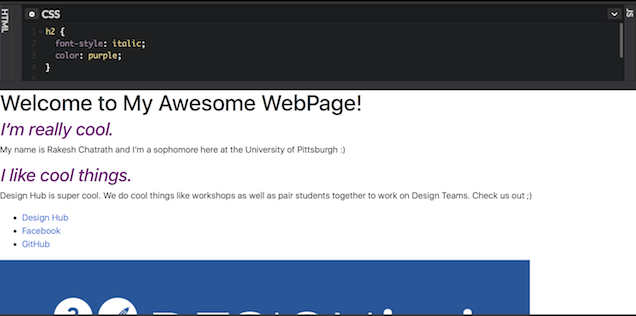 HTML
CSS
JS
1 h2 {
2 font-style: italic;
3 color: purple;
4 }
5
Welcome to My Awesome WebPage!
I'm really cool.
My name is Rakesh Chatrath and I'm a sophomore here at the University of Pittsburgh :)
I like cool things.
Design Hub is super cool. We do cool things like workshops as well as pair students together to work on Design Teams. Check us out ;)
Design Hub
Facebook
GitHub